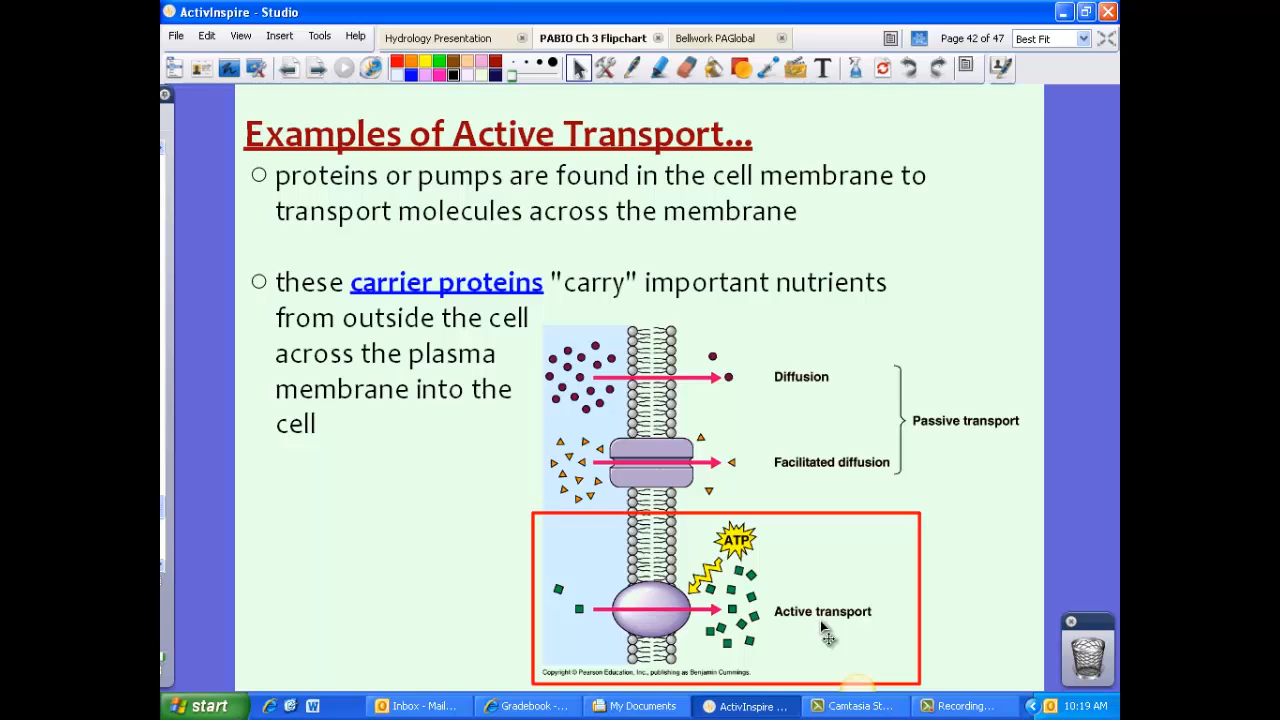 ActivInspire - Studio
File Edit View Insert Tools Help
Hydrology Presentation
PABIO Ch 3 Flipchart
Bellwork PAGlobal
Page 42 of 47
Best Fit
T
Examples of Active Transport...
proteins or pumps are found in the cell membrane to
transport molecules across the membrane
these carrier proteins "carry" important nutrients
from outside the cell
across the plasma
membrane into the
cell
Diffusion
Passive transport
Facilitated diffusion
ATP
Active transport
Copyright © Pearson Education, Inc., publishing as Benjamin Cummings.
start
Inbox - Mail...
Gradebook -...
My Documents
ActivInspire ...
Camtasia St...
Recording...
10:19 AM